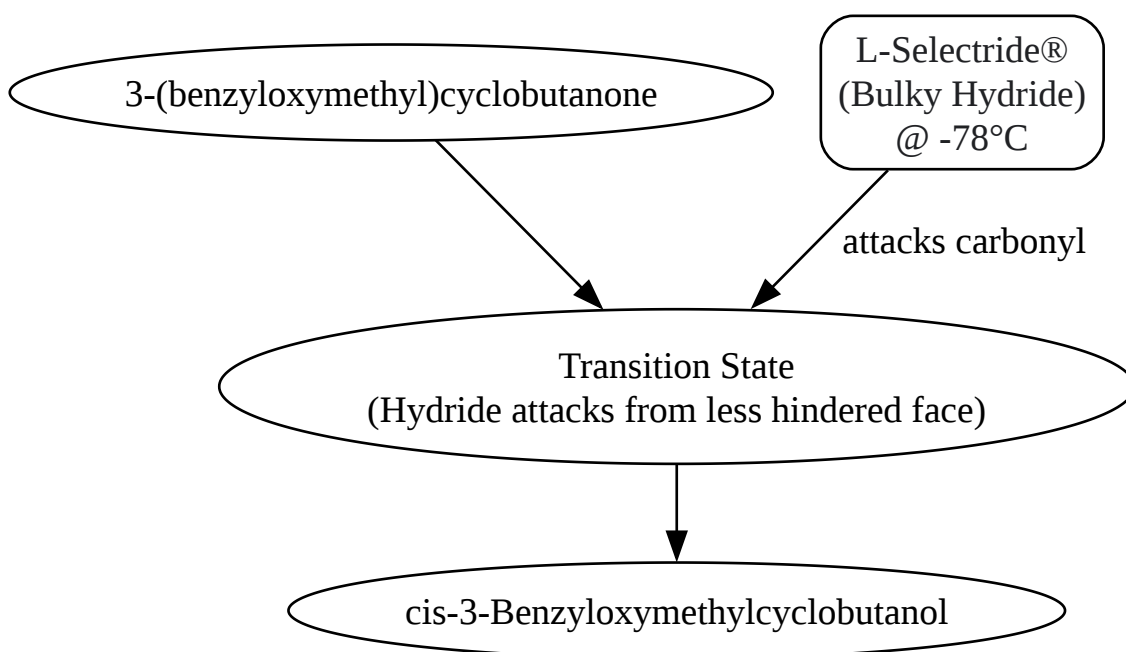 3-(benzyloxymethyl)cyclobutanone
L-Selectride®
(Bulky Hydride)
@ -78°C
attacks carbonyl
Transition State
(Hydride attacks from less hindered face)
cis-3-Benzyloxymethylcyclobutanol